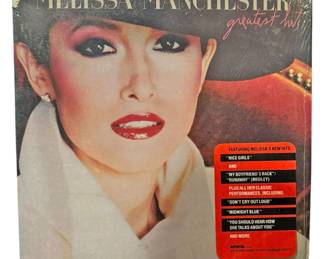 MELISSA MANCHESTER
greatest hits
FEATURING MELISSA'S NEW HITS
"NICE GIRLS"
AND
"MY BOYFRIEND'S BACK"/
"RUNAWAY" (MEDLEY)
PLUS ALL HER CLASSIC
PERFORMANCES, INCLUDING
"DON'T CRY OUT LOUD"
"MIDNIGHT BLUE"
"YOU SHOULD HEAR HOW
SHE TALKS ABOUT YOU"
AND MORE